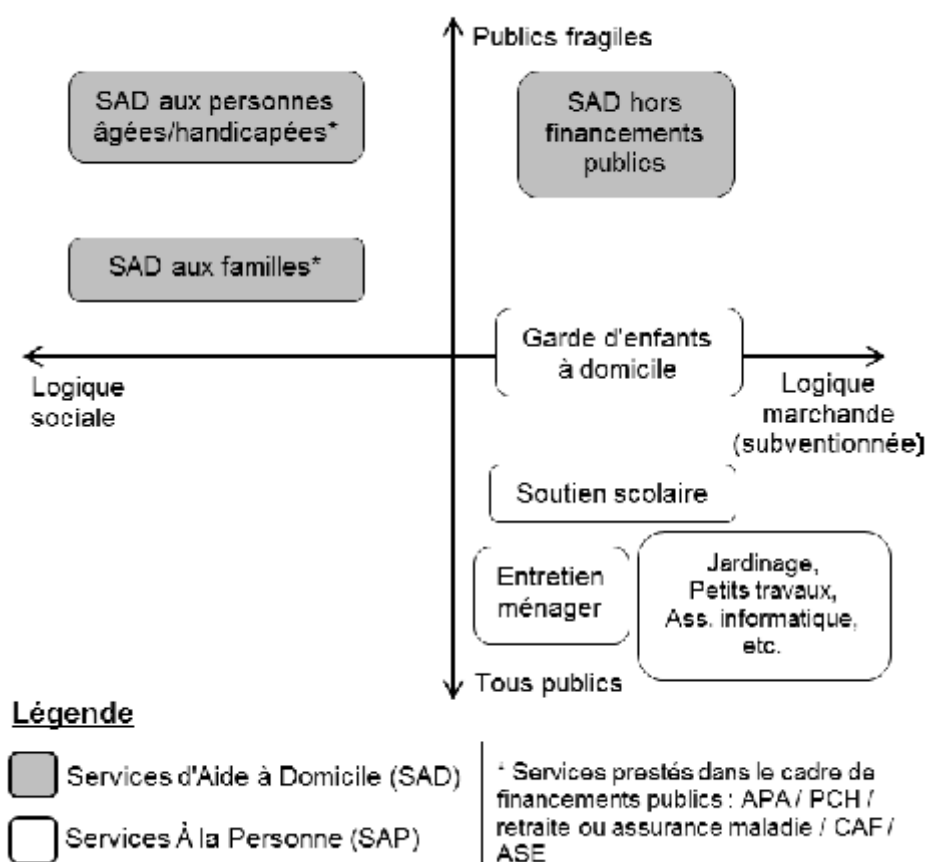 Publics fragiles
SAD aux personnes
âgées/handicapées*
SAD hors
financements
publics
SAD aux familles*
Garde d'enfants
à domicile
Logique
sociale
Logique
marchande
(subventionnée)
Soutien scolaire
Entretien
ménager
Jardinage,
Petits travaux,
Ass. informatique,
etc.
Tous publics
Légende
Services d'Aide à Domicile (SAD)
Services À la Personne (SAP)
* Services prestés dans le cadre de
financements publics : APA / PCH /
retraite ou assurance maladie / CAF /
ASE